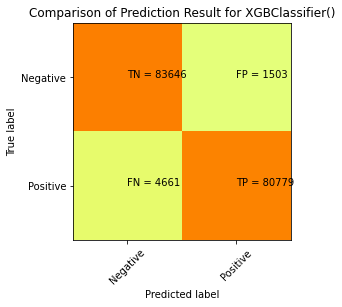 Comparison of Prediction Result for XGBClassifier()
True label
Negative
TN = 83646
FP = 1503
Positive
FN = 4661
TP = 80779
Negative
Positive
Predicted label